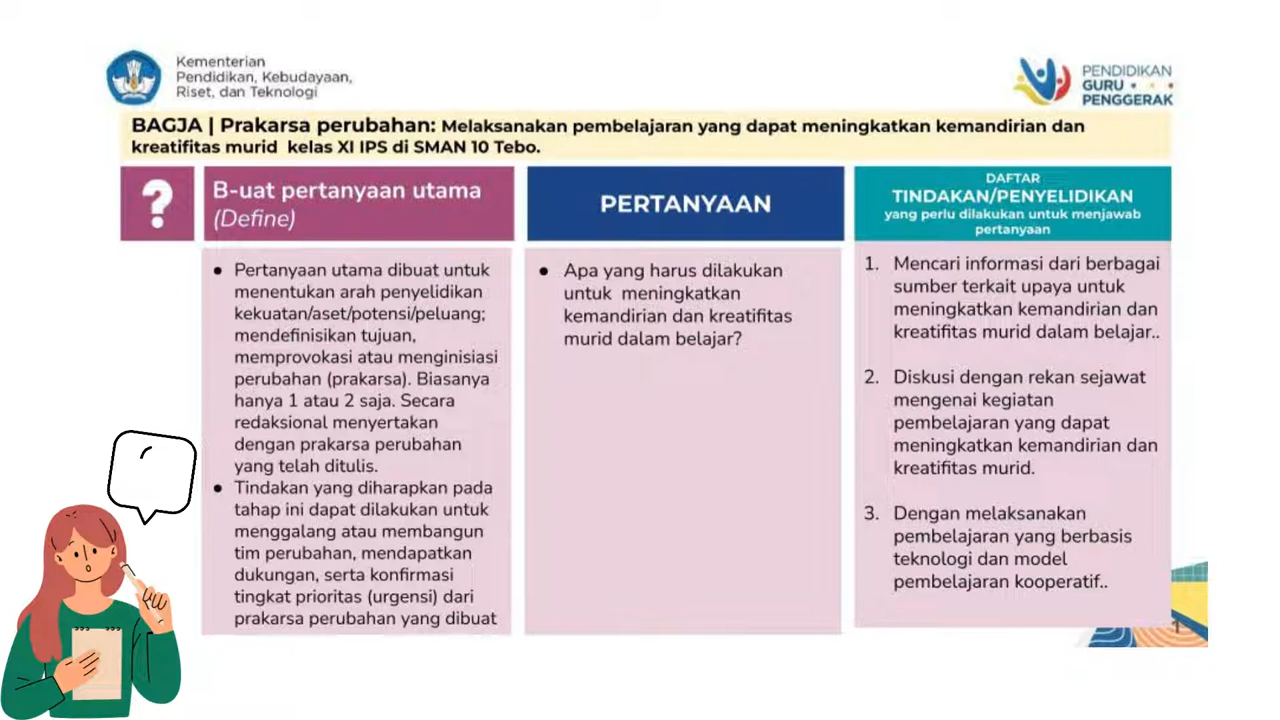 Kementerian
Pendidikan, Kebudayaan,
Riset, dan Teknologi
PENDIDIKAN
GURU
PENGGERAK
BAGJA | Prakarsa perubahan: Melaksanakan pembelajaran yang dapat meningkatkan kemandirian dan
kreatifitas murid kelas XI IPS di SMAN 10 Tebo.
?
B-uat pertanyaan utama
(Define)
PERTANYAAN
DAFTAR
TINDAKAN/PENYELIDIKAN
yang perlu dilakukan untuk menjawab
pertanyaan
● Pertanyaan utama dibuat untuk
menentukan arah penyelidikan
kekuatan/aset/potensi/peluang;
mendefinisikan tujuan,
memprovokasi atau menginisiasi
perubahan (prakarsa). Biasanya
hanya 1 atau 2 saja. Secara
redaksional menyertakan
dengan prakarsa perubahan
yang telah ditulis.
● Tindakan yang diharapkan pada
tahap ini dapat dilakukan untuk
menggalang atau membangun
tim perubahan, mendapatkan
dukungan, serta konfirmasi
tingkat prioritas (urgensi) dari
prakarsa perubahan yang dibuat
● Apa yang harus dilakukan
untuk meningkatkan
kemandirian dan kreatifitas
murid dalam belajar?
1. Mencari informasi dari berbagai
sumber terkait upaya untuk
meningkatkan kemandirian dan
kreatifitas murid dalam belajar..
2. Diskusi dengan rekan sejawat
mengenai kegiatan
pembelajaran yang dapat
meningkatkan kemandirian dan
kreatifitas murid.
3. Dengan melaksanakan
pembelajaran yang berbasis
teknologi dan model
pembelajaran kooperatif..
1